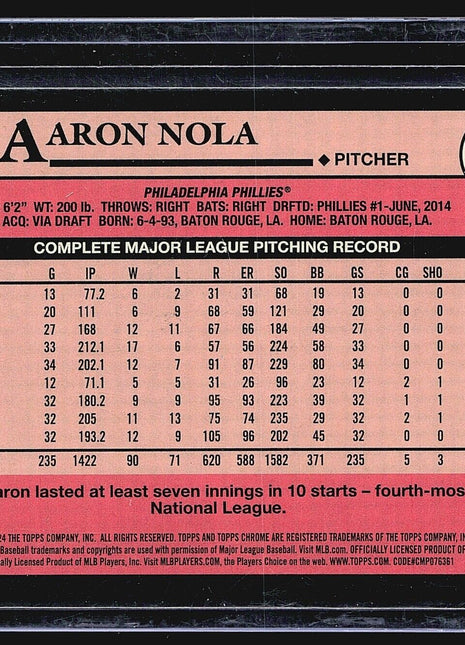 AARON NOLA
◆ PITCHER
PHILADELPHIA PHILLIES®
6'2" WT: 200 lb. THROWS: RIGHT BATS: RIGHT DRFTD: PHILLIES #1-JUNE, 2014
ACQ: VIA DRAFT BORN: 6-4-93, BATON ROUGE, LA. HOME: BATON ROUGE, LA.
COMPLETE MAJOR LEAGUE PITCHING RECORD
G IP W L R ER SO BB GS CG SHO
13 77.2 6 2 31 31 68 19 13 0 0
20 111 6 9 68 59 121 29 20 0 0
27 168 12 11 67 66 184 49 27 0 0
33 212.1 17 6 57 56 224 58 33 0 0
34 202.1 12 7 91 87 229 80 34 0 0
12 71.1 5 5 31 26 96 23 12 2 1
32 180.2 9 9 95 93 223 39 32 1 1
32 205 11 13 75 74 235 29 32 2 1
32 193.2 12 9 105 96 202 45 32 0 0
235 1422 90 71 620 588 1582 371 235 5 3
aron lasted at least seven innings in 10 starts – fourth-mos
National League.
24 THE TOPPS COMPANY, INC. ALL RIGHTS RESERVED. TOPPS AND TOPPS CHROME ARE REGISTERED TRADEMARKS OF THE TOPPS COMPANY, IN
Baseball trademarks and copyrights are used with permission of Major League Baseball. Visit MLB.com. OFFICIALLY LICENSED PRODUCT OF
ially Licensed Product of MLB Players, Inc. Visit MLBPLAYERS.com, the Players Choice on the web. WWW.TOPPS.COM. CODE#CMP076361